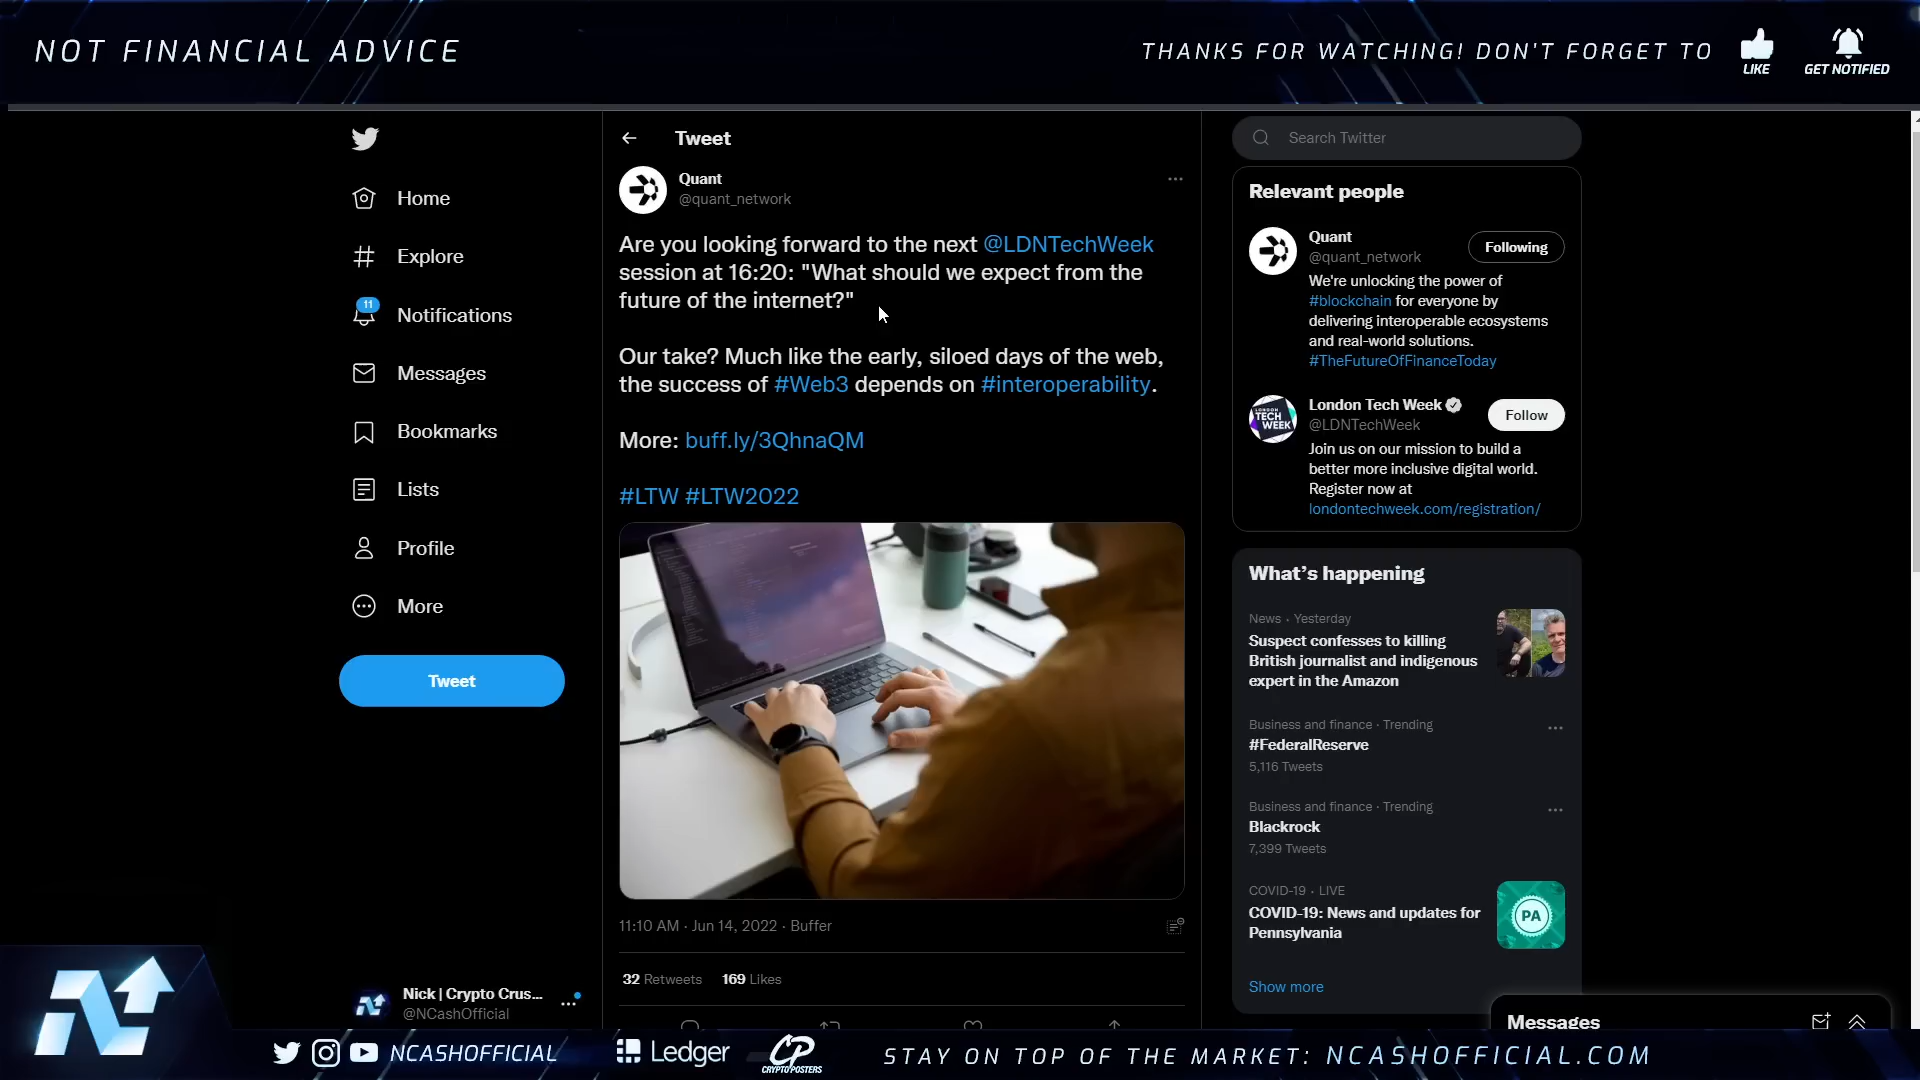 NOT FINANCIAL ADVICE
THANKS FOR WATCHING! DON'T FORGET TO
LIKE
GET NOTIFIED
Home
Explore
11
Notifications
Messages
Bookmarks
Lists
Profile
More
Tweet
Nick | Crypto Crus...
@NCashOfficial
Tweet
Quant
@quant_network
Are you looking forward to the next @LDNTechWeek
session at 16:20: "What should we expect from the
future of the internet?"
Our take? Much like the early, siloed days of the web,
the success of #Web3 depends on #interoperability.
More: buff.ly/3QhnaQM
#LTW #LTW2022
11:10 AM · Jun 14, 2022 · Buffer
32 Retweets 169 Likes
Search Twitter
Relevant people
Quant
@quant_network
Following
We're unlocking the power of
#blockchain for everyone by
delivering interoperable ecosystems
and real-world solutions.
#TheFutureOfFinanceToday
LONDON
TECH
WEEK
London Tech Week
@LDNTechWeek
Follow
Join us on our mission to build a
better more inclusive digital world.
Register now at
londontechweek.com/registration/
What's happening
News · Yesterday
Suspect confesses to killing
British journalist and indigenous
expert in the Amazon
Business and finance · Trending
#FederalReserve
5,116 Tweets
Business and finance · Trending
Blackrock
7,399 Tweets
COVID-19 · LIVE
COVID-19: News and updates for
Pennsylvania
PA
Show more
Messages
NCASHOFFICIAL
Ledger
CP
CRYPTOPOSTERS
STAY ON TOP OF THE MARKET: NCASHOFFICIAL.COM